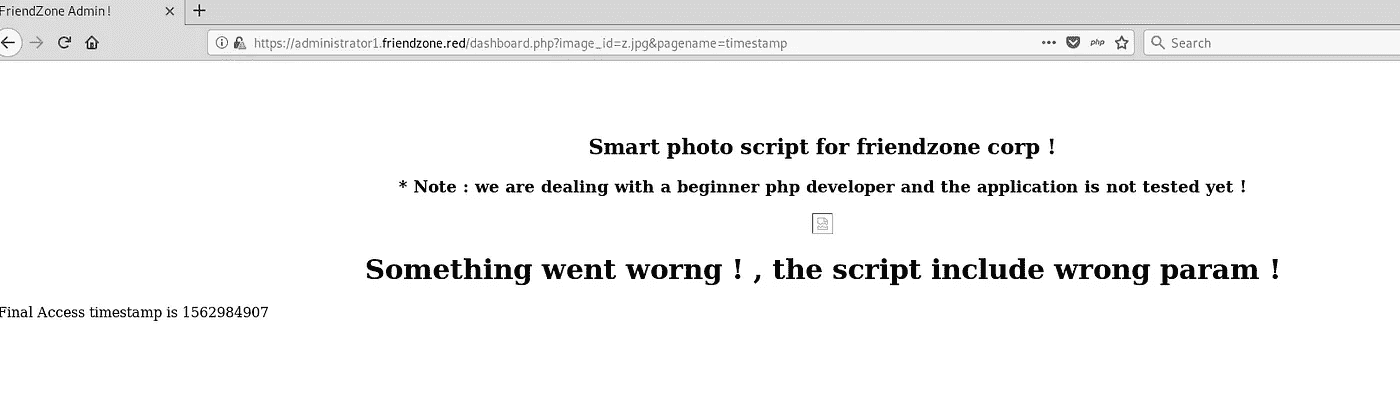 FriendZone Admin !
https://administrator1.friendzone.red/dashboard.php?image_id=z.jpg&pagename=timestamp
php
Search
Smart photo script for friendzone corp !
* Note : we are dealing with a beginner php developer and the application is not tested yet !
Something went worng ! , the script include wrong param !
Final Access timestamp is 1562984907